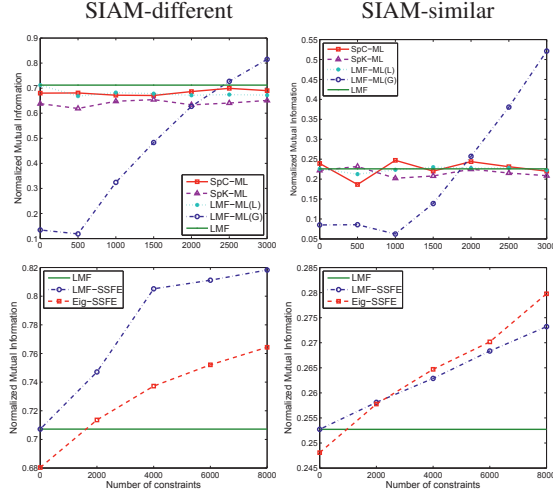 SIAM-different
SIAM-similar
Normalized Mutual Information
0.9
0.8
0.7
0.6
0.5
0.4
0.3
0.2
0.1
0 500 1000 1500 2000 2500 3000
SpC-ML
SpK-ML
LMF-ML(L)
LMF-ML(G)
LMF
Normalized Mutual Information
0.55
0.5
0.45
0.4
0.35
0.3
0.25
0.2
0.15
0.1
0.05
0 500 1000 1500 2000 2500 3000
SpC-ML
SpK-ML
LMF-ML(L)
LMF-ML(G)
LMF
Normalized Mutual Information
0.82
0.8
0.78
0.76
0.74
0.72
0.7
0.68
0 2000 4000 6000 8000
Number of constraints
LMF
LMF-SSFE
Eig-SSFE
Normalized Mutual Information
0.285
0.28
0.275
0.27
0.265
0.26
0.255
0.25
0.245
0 2000 4000 6000 8000
Number of constraints
LMF
LMF-SSFE
Eig-SSFE